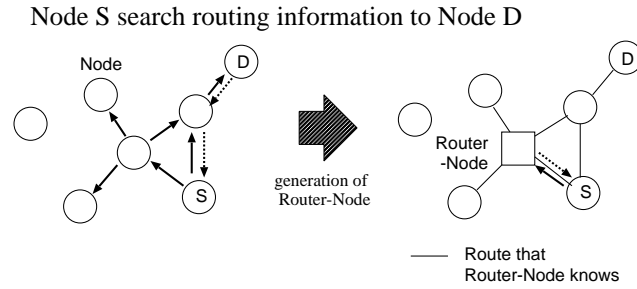 Node S search routing information to Node D
Node
D
S
generation of
Router-Node
D
Router
-Node
S
Route that
Router-Node knows